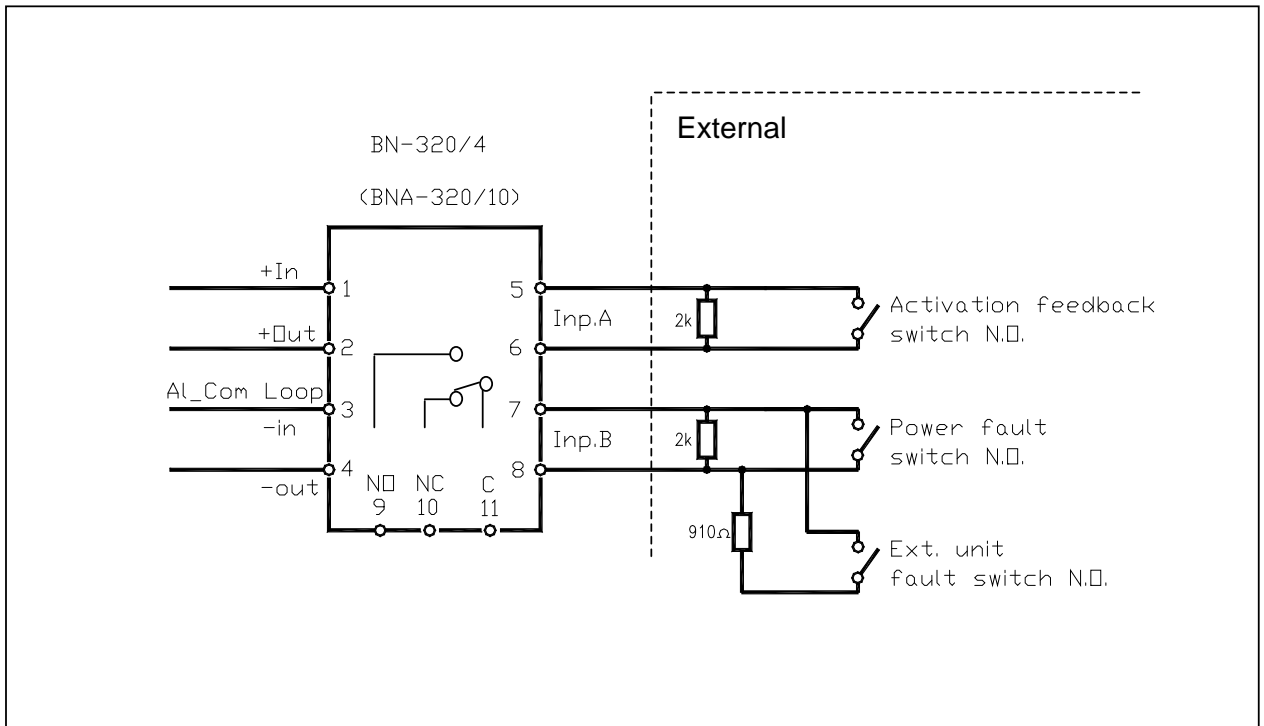 External
BN-320/4
(BNA-320/10)
+In
1
5
Activation feedback
switch N.O.
Inp.A
2k
+Out
2
6
Al_Com Loop
3
-in
7
Power fault
switch N.O.
Inp.B
2k
4
-out
8
NO NC C
9 10 11
910Ω
Ext. unit
fault switch N.O.